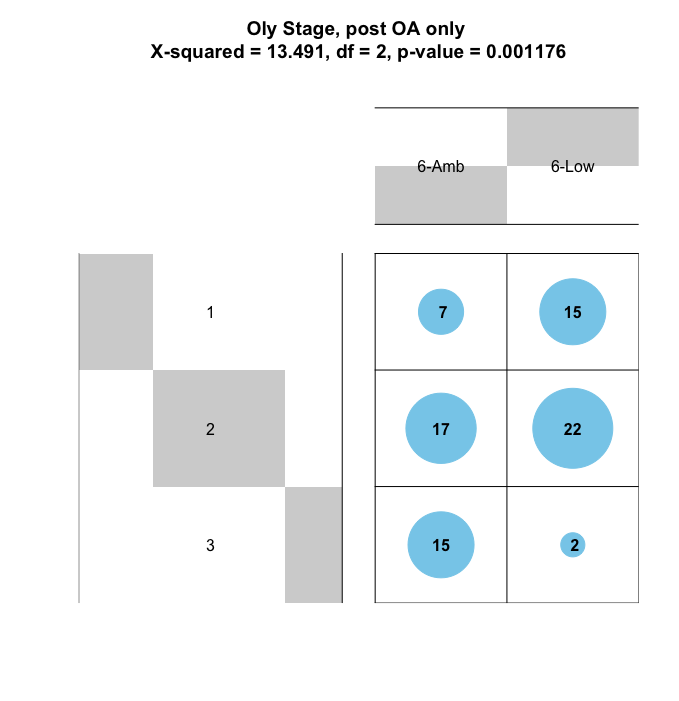 Oly Stage, post OA only
X-squared = 13.491, df = 2, p-value = 0.001176
6-Amb 6-Low
1 7 15
2 17 22
3 15 2